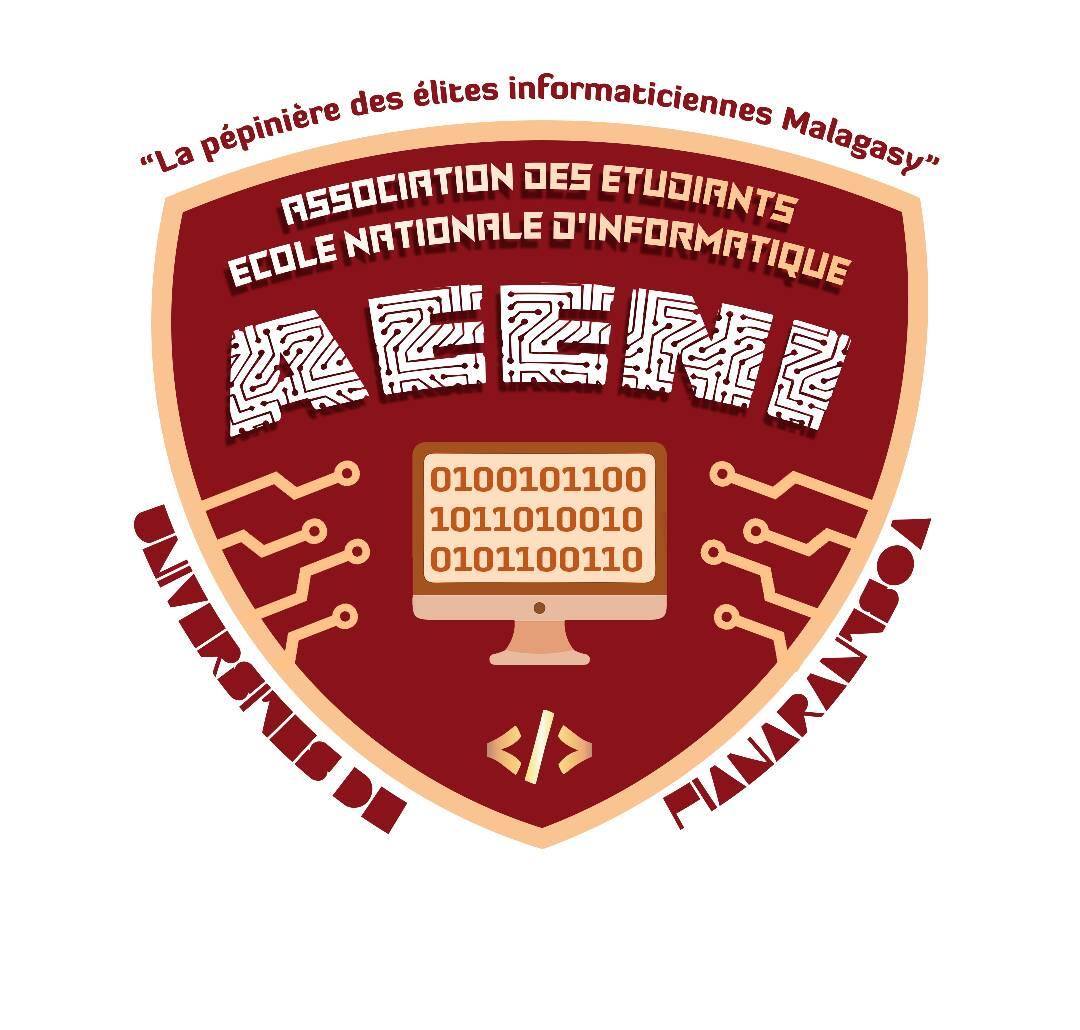 “La pépinière des élites informaticiennes Malagasy”
ASSOCIATION DES ETUDIANTS
ECOLE NATIONALE D'INFORMATIQUE
AEENI
0100101100
1011010010
0101100110
</>
UNIVERSITES DE
FIANARANTSOA